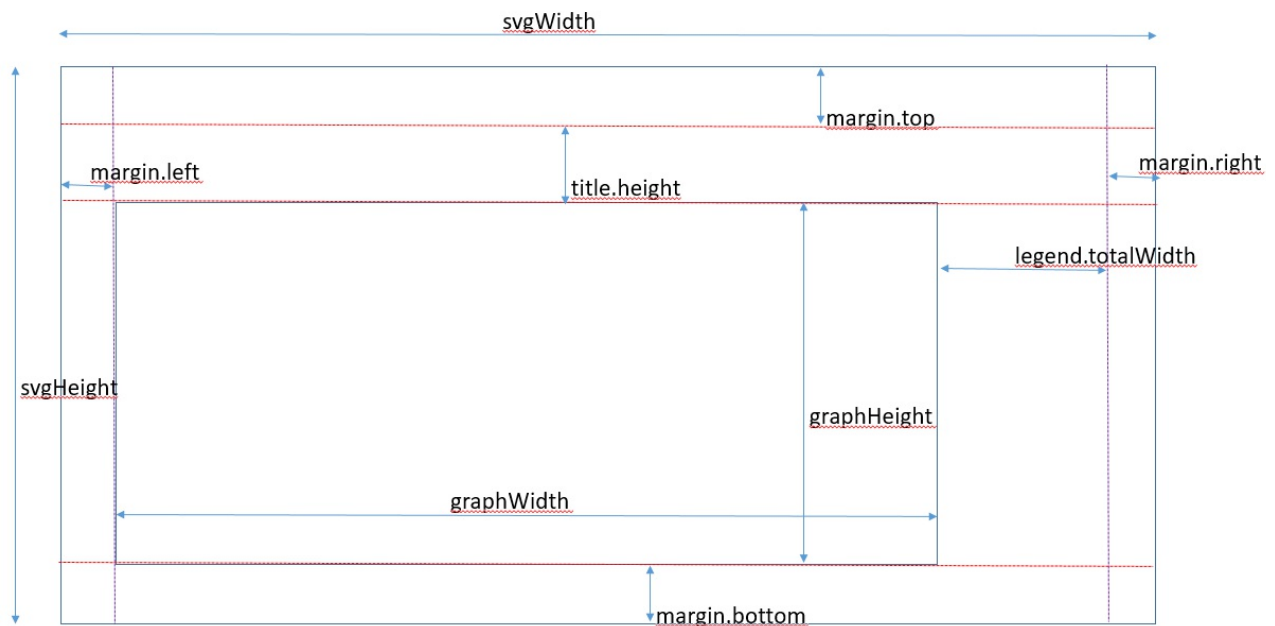 svgWidth
margin.top
margin.left
margin.right
title.height
legend.totalWidth
svgHeight
graphHeight
graphWidth
margin.bottom